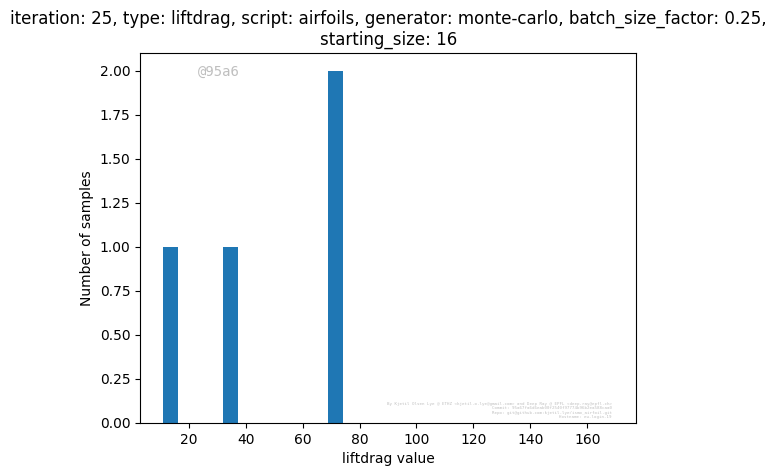 iteration: 25, type: liftdrag, script: airfoils, generator: monte-carlo, batch_size_factor: 0.25,
starting_size: 16
@95a6
2.00
1.75
1.50
1.25
1.00
0.75
0.50
0.25
0.00
Number of samples
20 40 60 80 100 120 140 160
liftdrag value